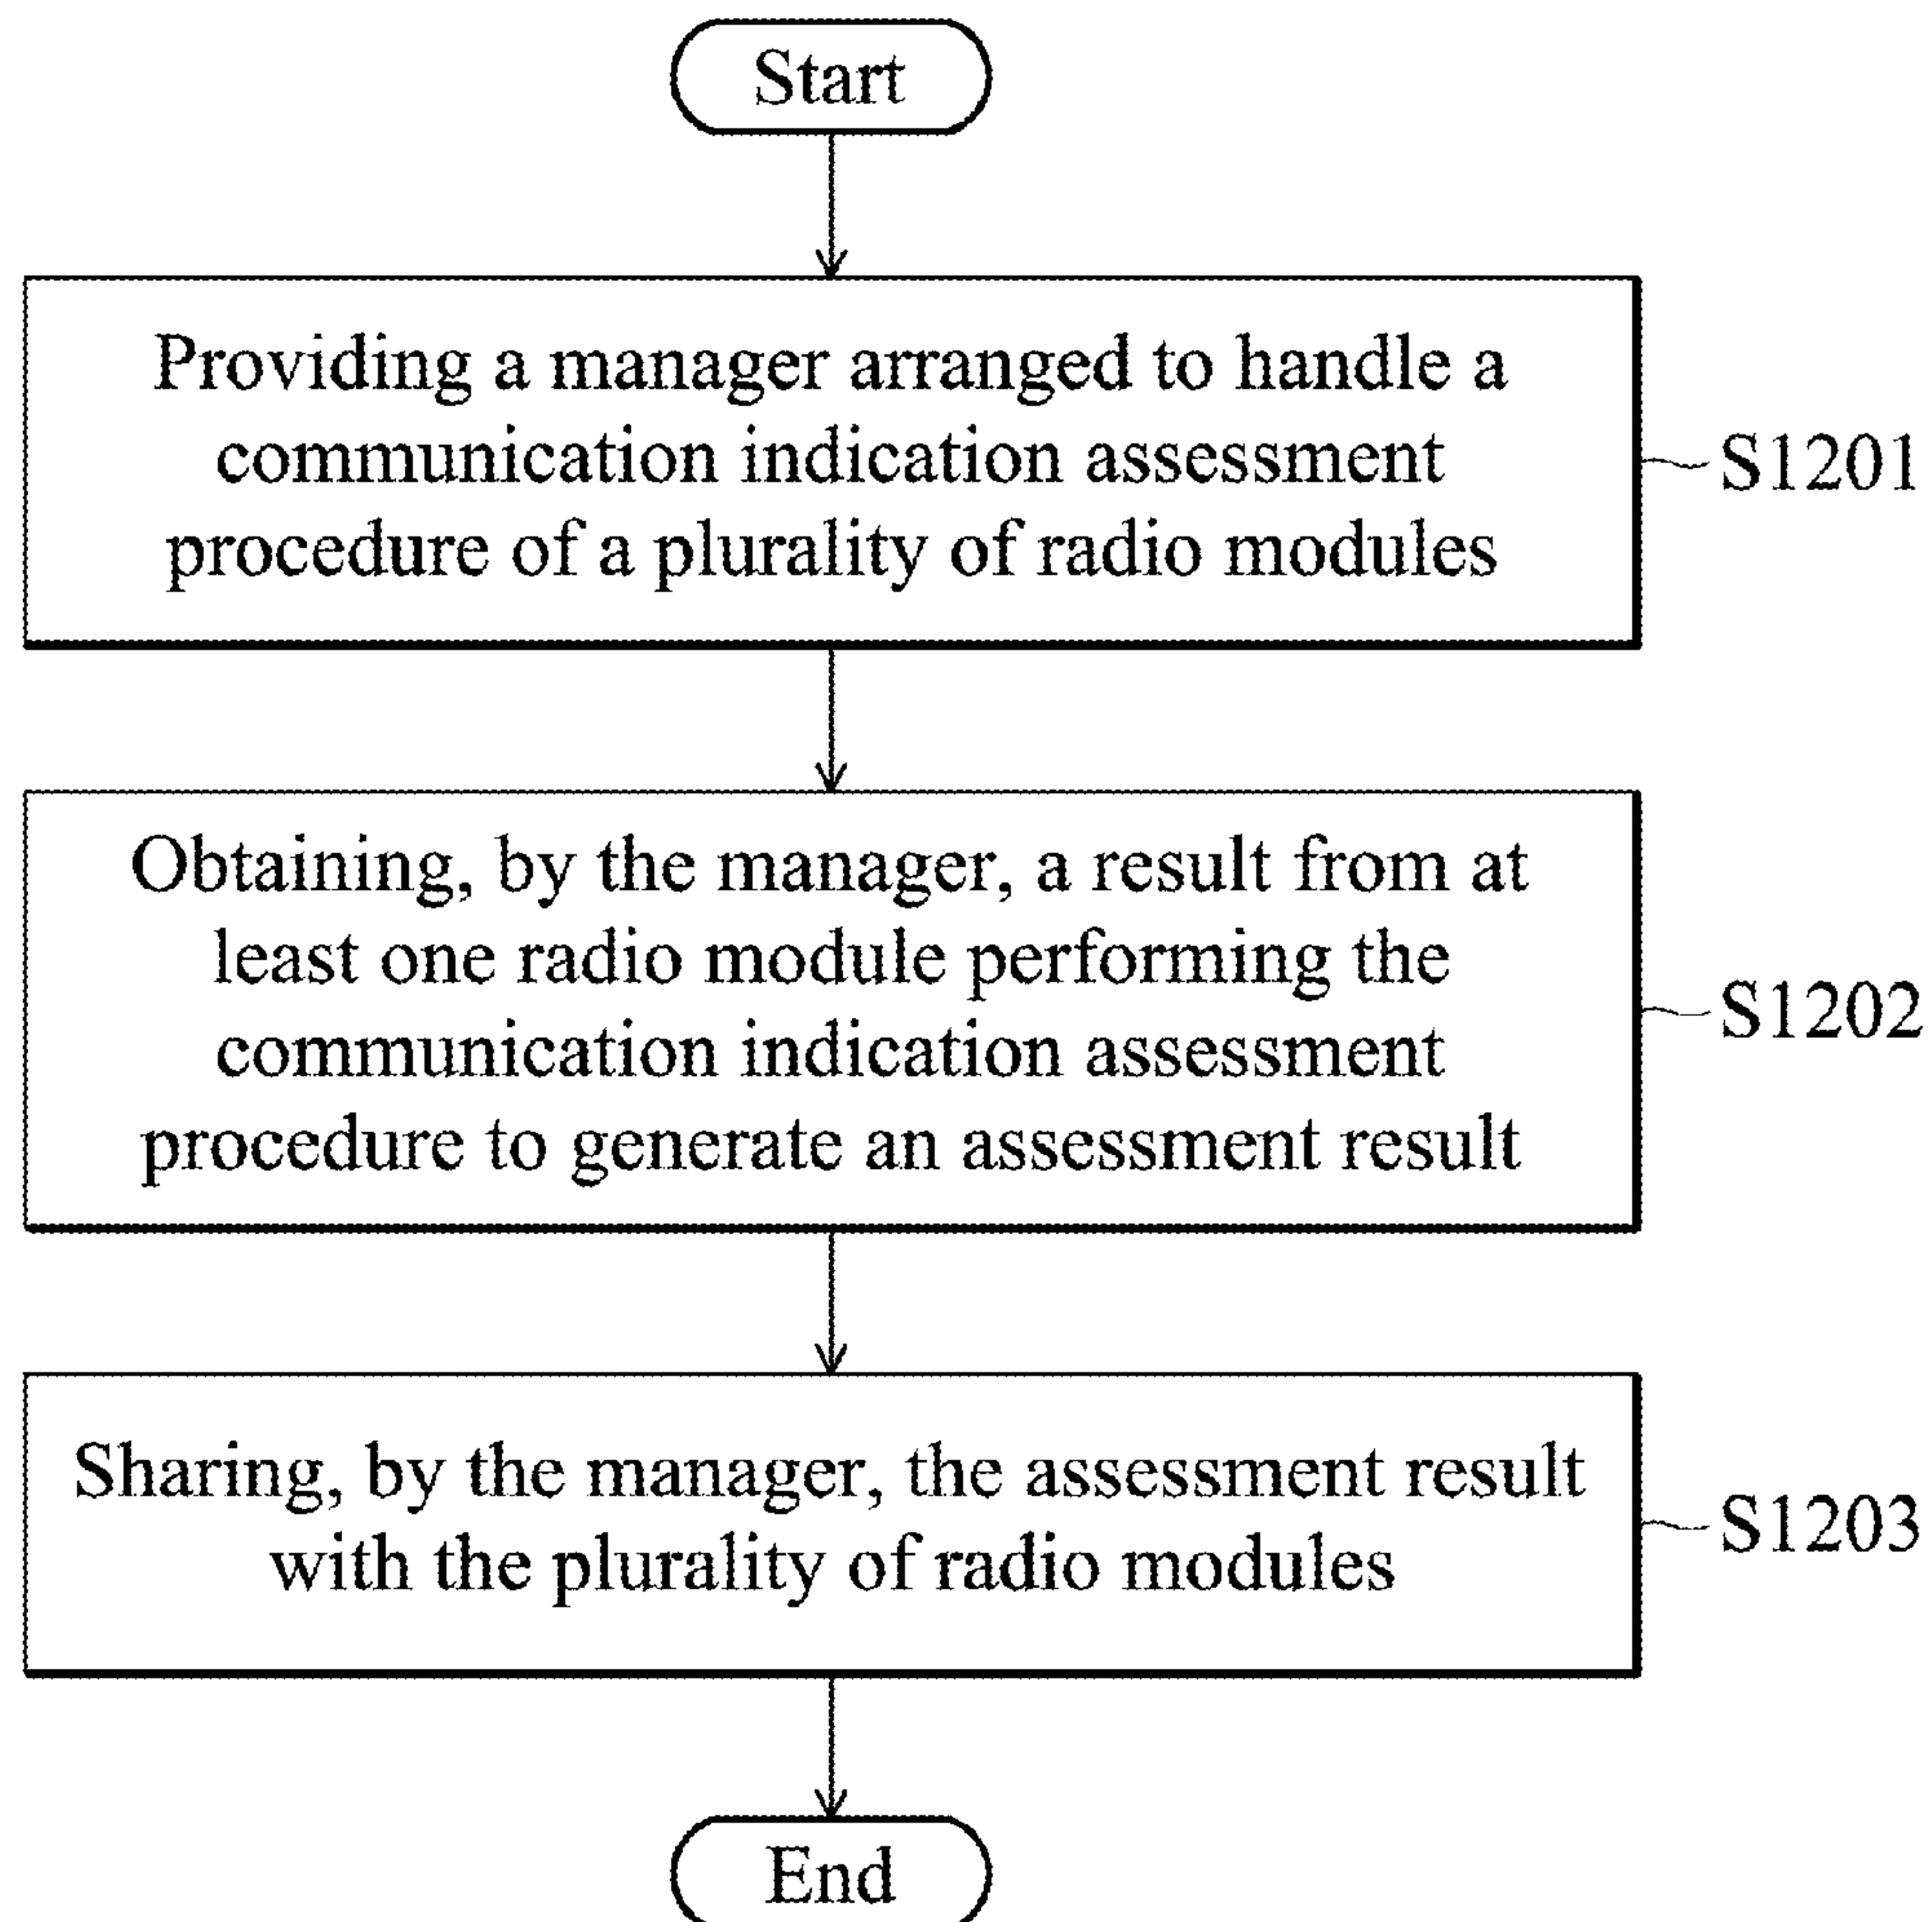 Start
Providing a manager arranged to handle a
communication indication assessment
procedure of a plurality of radio modules
S1201
Obtaining, by the manager, a result from at
least one radio module performing the
communication indication assessment
procedure to generate an assessment result
S1202
Sharing, by the manager, the assessment result
with the plurality of radio modules
S1203
End